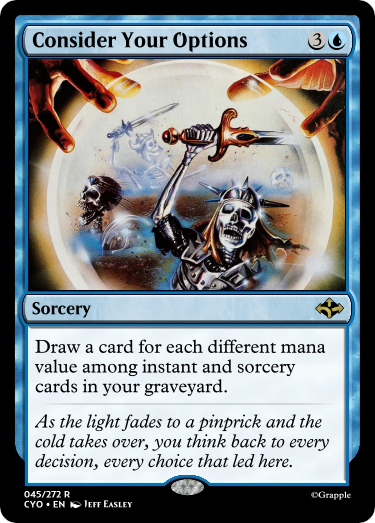 Consider Your Options 3
Sorcery
Draw a card for each different mana
value among instant and sorcery
cards in your graveyard.
As the light fades to a pinprick and the
cold takes over, you think back to every
decision, every choice that led here.
045/272 R
CYO • EN Jeff Easley
©Grapple